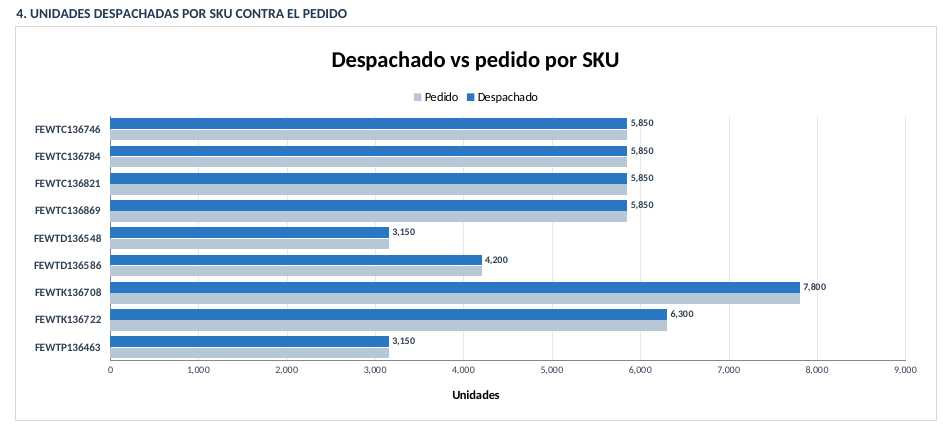 4. UNIDADES DESPACHADAS POR SKU CONTRA EL PEDIDO
Despachado vs pedido por SKU
Pedido Despachado
FEWTC136746 5,850
FEWTC136784 5,850
FEWTC136821 5,850
FEWTC136869 5,850
FEWTD136548 3,150
FEWTD136586 4,200
FEWTK136708 7,800
FEWTK136722 6,300
FEWTP136463 3,150
0 1,000 2,000 3,000 4,000 5,000 6,000 7,000 8,000 9,000
Unidades